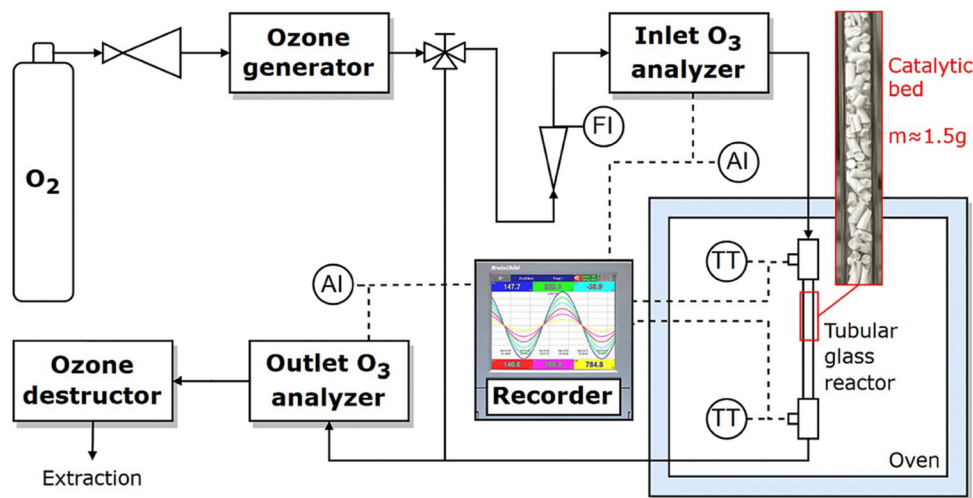 Ozone
generator
Inlet O₃
analyzer
Catalytic
bed
m≈1.5g
FI
AI
O₂
TT
AI
BrainChild
147.7
-38.9
140.6
784.8
Recorder
Tubular
glass
reactor
Ozone
destructor
Outlet O₃
analyzer
TT
Oven
Extraction